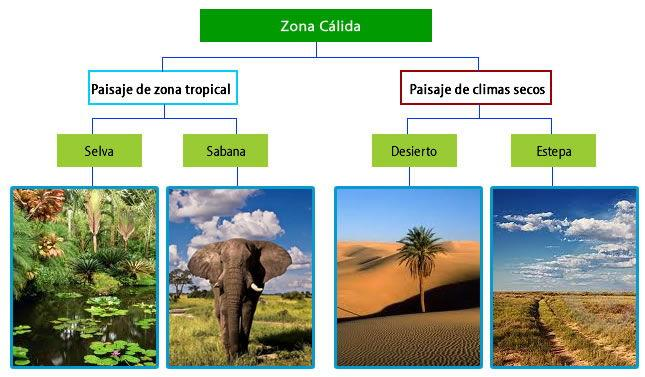 Zona Cálida
Paisaje de zona tropical
Paisaje de climas secos
Selva
Sabana
Desierto
Estepa